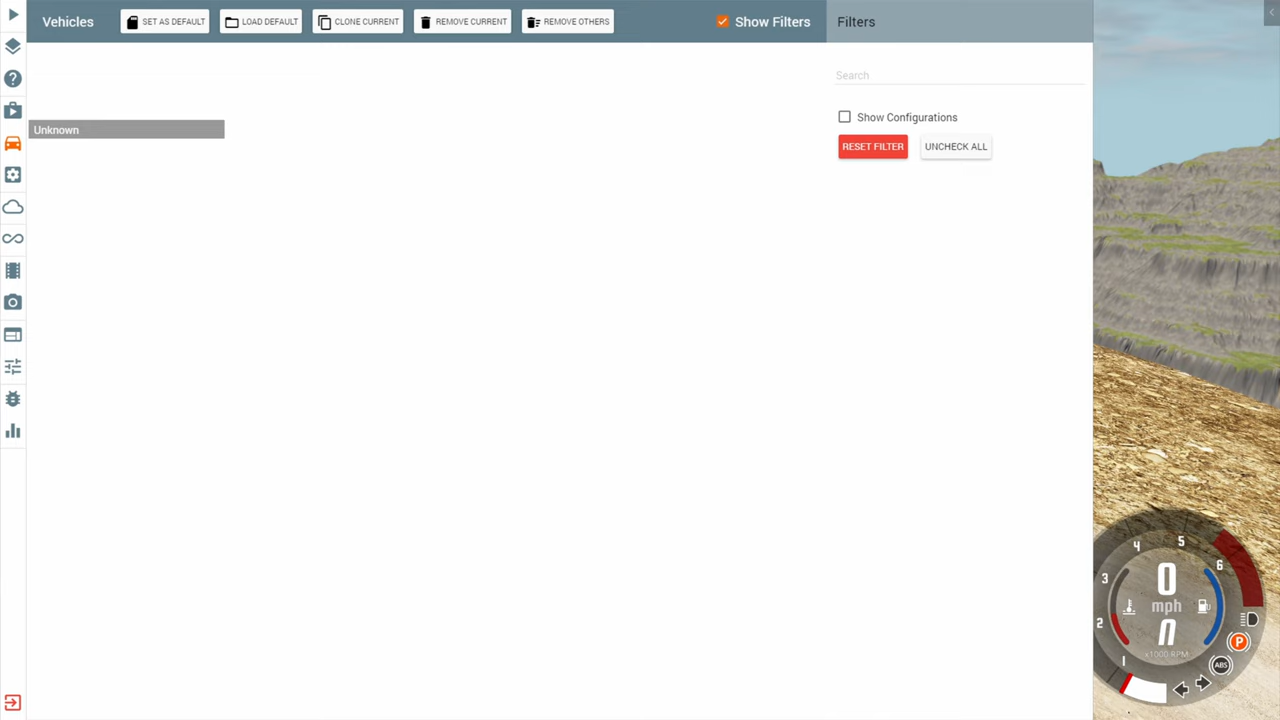 Vehicles
SET AS DEFAULT
LOAD DEFAULT
CLONE CURRENT
REMOVE CURRENT
REMOVE OTHERS
Show Filters
Filters
Search
Unknown
Show Configurations
RESET FILTER
UNCHECK ALL
1
2
3
4
5
6
0
mph
n
x1000 RPM
P
ABS